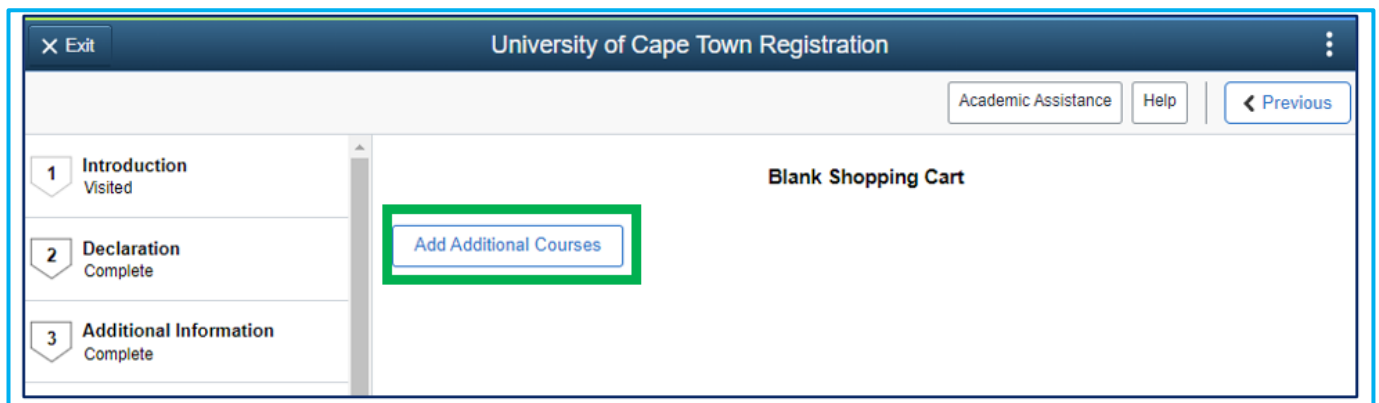 Exit
University of Cape Town Registration
Academic Assistance
Help
Previous
1
Introduction
Visited
2
Declaration
Complete
3
Additional Information
Complete
Blank Shopping Cart
Add Additional Courses